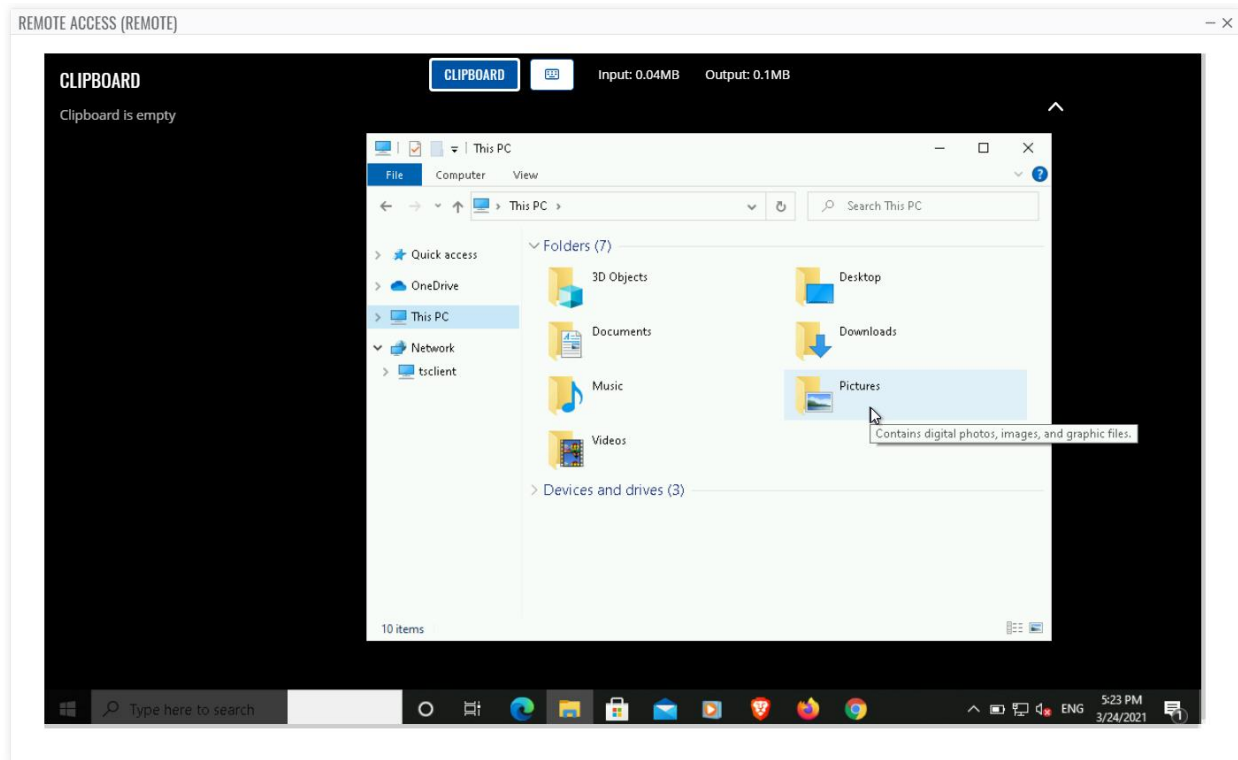 REMOTE ACCESS (REMOTE)
CLIPBOARD
CLIPBOARD
Input: 0.04MB
Output: 0.1MB
Clipboard is empty
This PC
File
Computer
View
This PC
Search This PC
Quick access
OneDrive
This PC
Network
tsclient
Folders (7)
3D Objects
Desktop
Documents
Downloads
Music
Pictures
Contains digital photos, images, and graphic files.
Videos
Devices and drives (3)
10 items
Type here to search
ENG
5:23 PM
3/24/2021
1